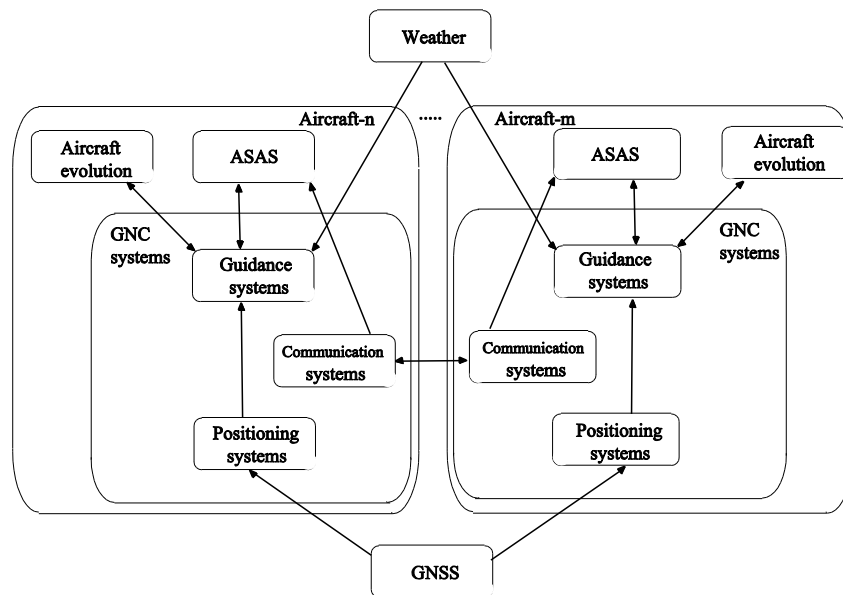 Weather
Aircraft-n
.....
Aircraft-m
Aircraft
evolution
ASAS
ASAS
Aircraft
evolution
GNC
systems
Guidance
systems
Guidance
systems
GNC
systems
Communication
systems
Communication
systems
Positioning
systems
Positioning
systems
GNSS